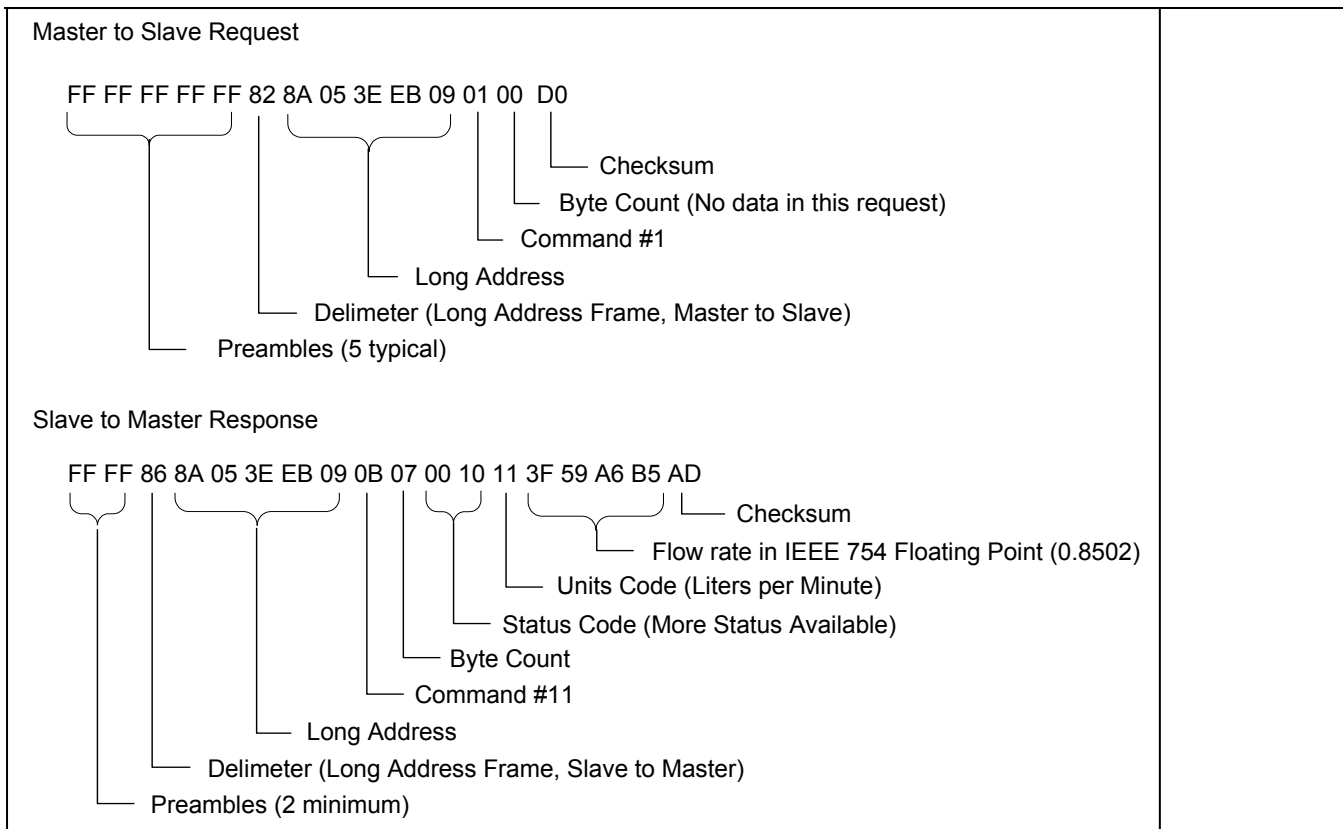 Master to Slave Request
FF FF FF FF FF 82 8A 05 3E EB 09 01 00 D0
Checksum
Byte Count (No data in this request)
Command #1
Long Address
Delimeter (Long Address Frame, Master to Slave)
Preambles (5 typical)
Slave to Master Response
FF FF 86 8A 05 3E EB 09 0B 07 00 10 11 3F 59 A6 B5 AD
Checksum
Flow rate in IEEE 754 Floating Point (0.8502)
Units Code (Liters per Minute)
Status Code (More Status Available)
Byte Count
Command #11
Long Address
Delimeter (Long Address Frame, Slave to Master)
Preambles (2 minimum)